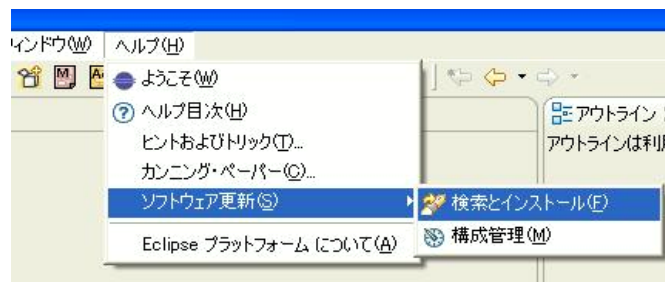 ィンドウ(W) ヘルプ(H)
ようこそ(W)
ヘルプ目次(H)
ヒントおよびトリック(T)...
カンニング・ペーパー(C)...
ソフトウェア更新(S)
Eclipse プラットフォーム について(A)
検索とインストール(F)
構成管理(M)
アウトライン
アウトラインは利用